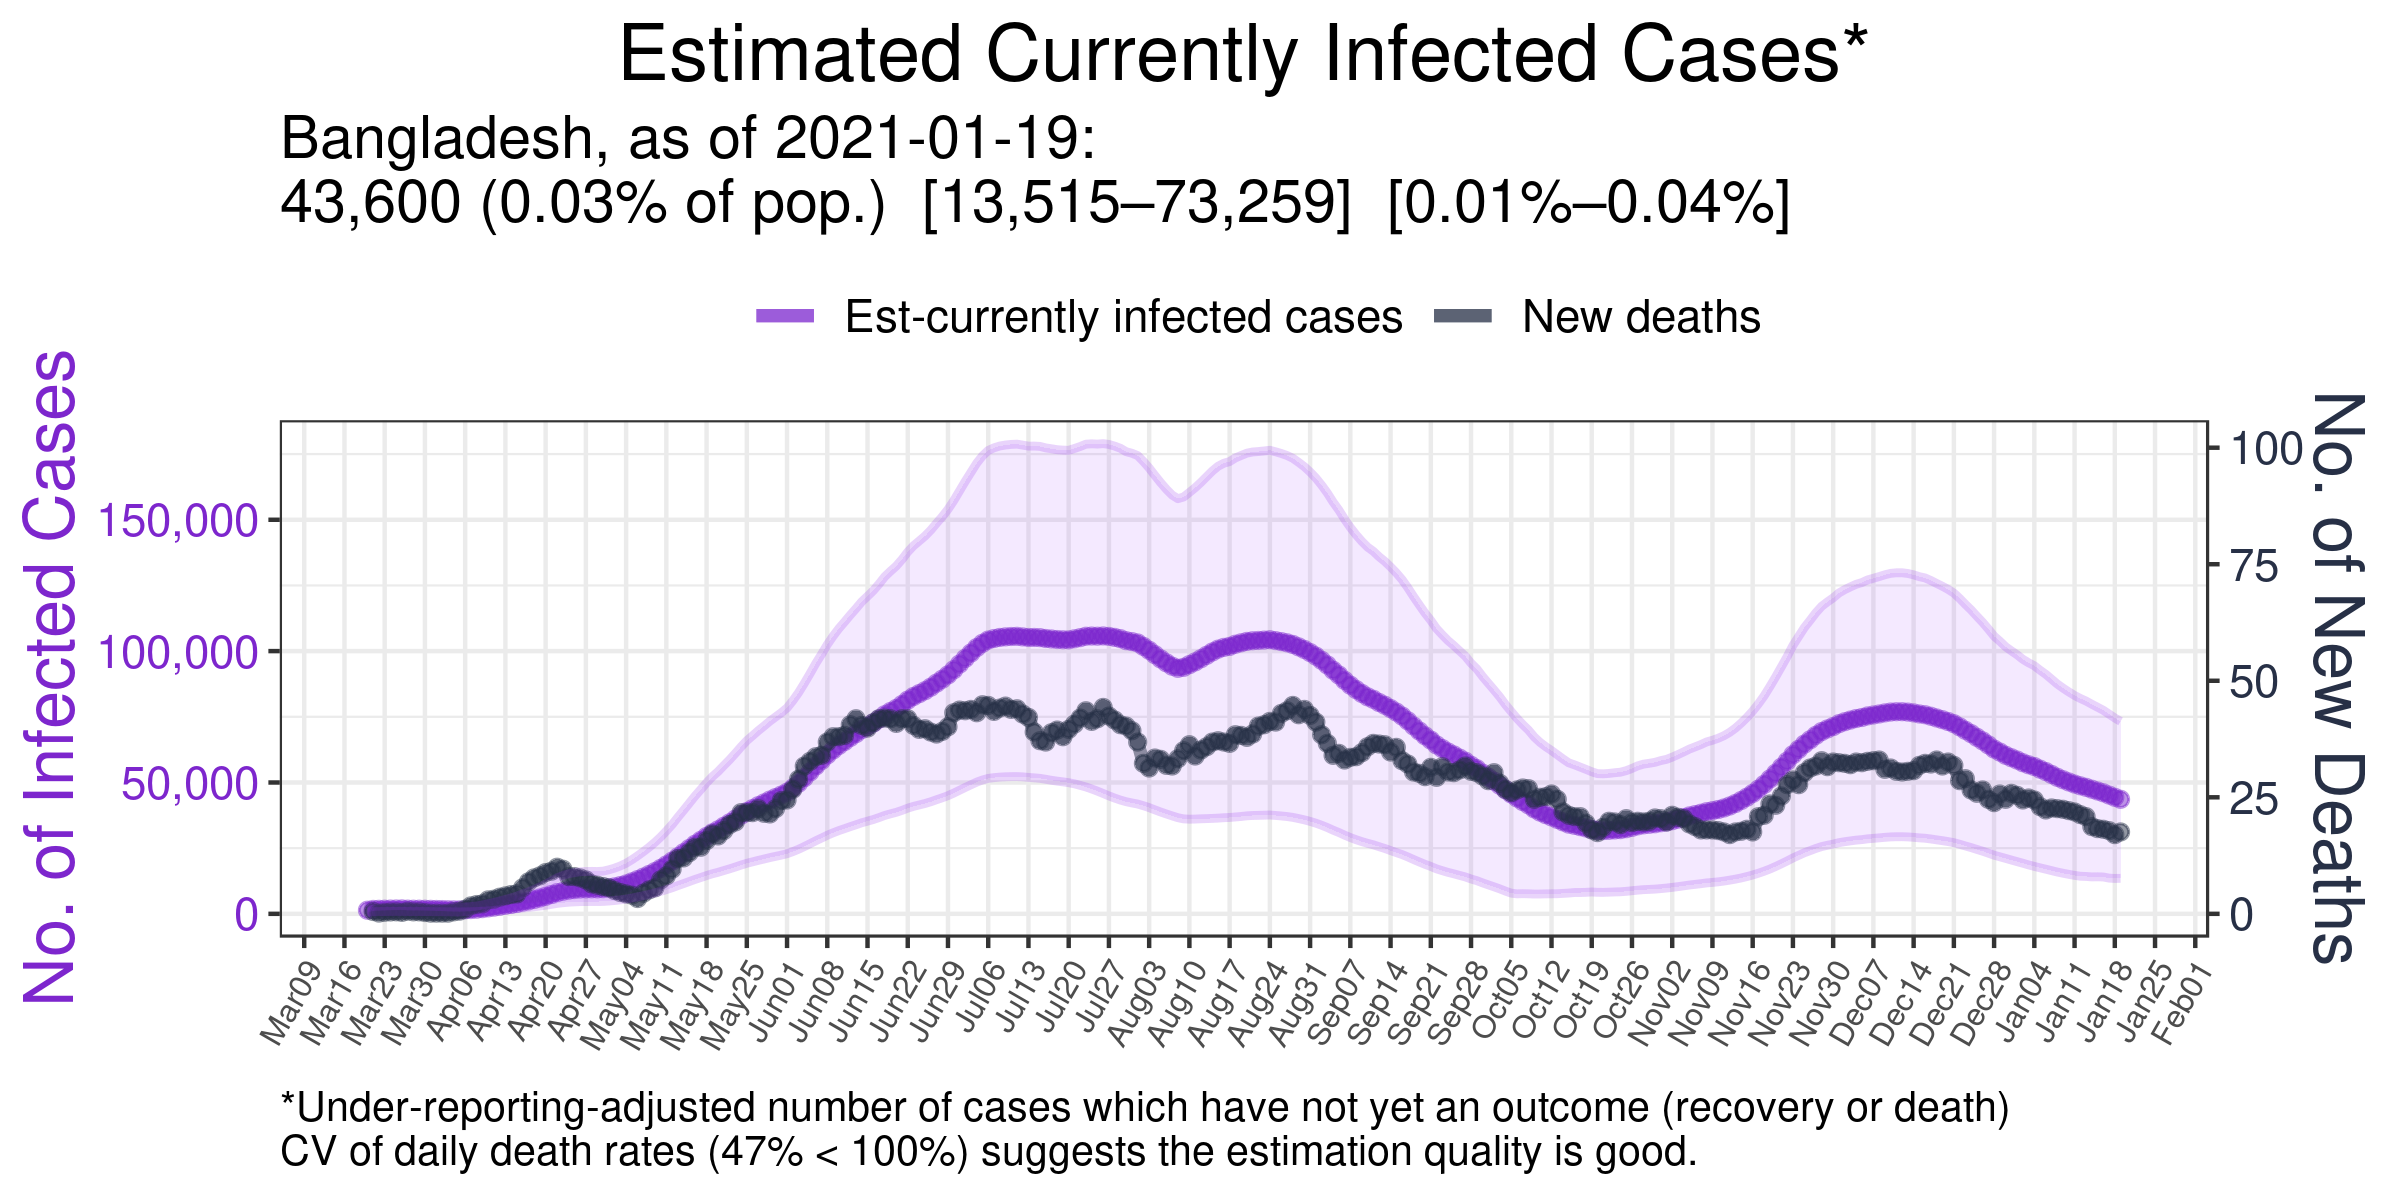 Estimated Currently Infected Cases*
Bangladesh, as of 2021-01-19:
43,600 (0.03% of pop.) [13,515–73,259] [0.01%–0.04%]
Est-currently infected cases
New deaths
No. of Infected Cases
150,000
100,000
50,000
0
100
75
50
25
0
No. of New Deaths
Mar09
Mar16
Mar23
Mar30
Apr06
Apr13
Apr20
Apr27
May04
May11
May18
May25
Jun01
Jun08
Jun15
Jun22
Jun29
Jul06
Jul13
Jul20
Jul27
Aug03
Aug10
Aug17
Aug24
Aug31
Sep07
Sep14
Sep21
Sep28
Oct05
Oct12
Oct19
Oct26
Nov02
Nov09
Nov16
Nov23
Nov30
Dec07
Dec14
Dec21
Dec28
Jan04
Jan11
Jan18
Jan25
Feb01
*Under-reporting-adjusted number of cases which have not yet an outcome (recovery or death)
CV of daily death rates (47% < 100%) suggests the estimation quality is good.